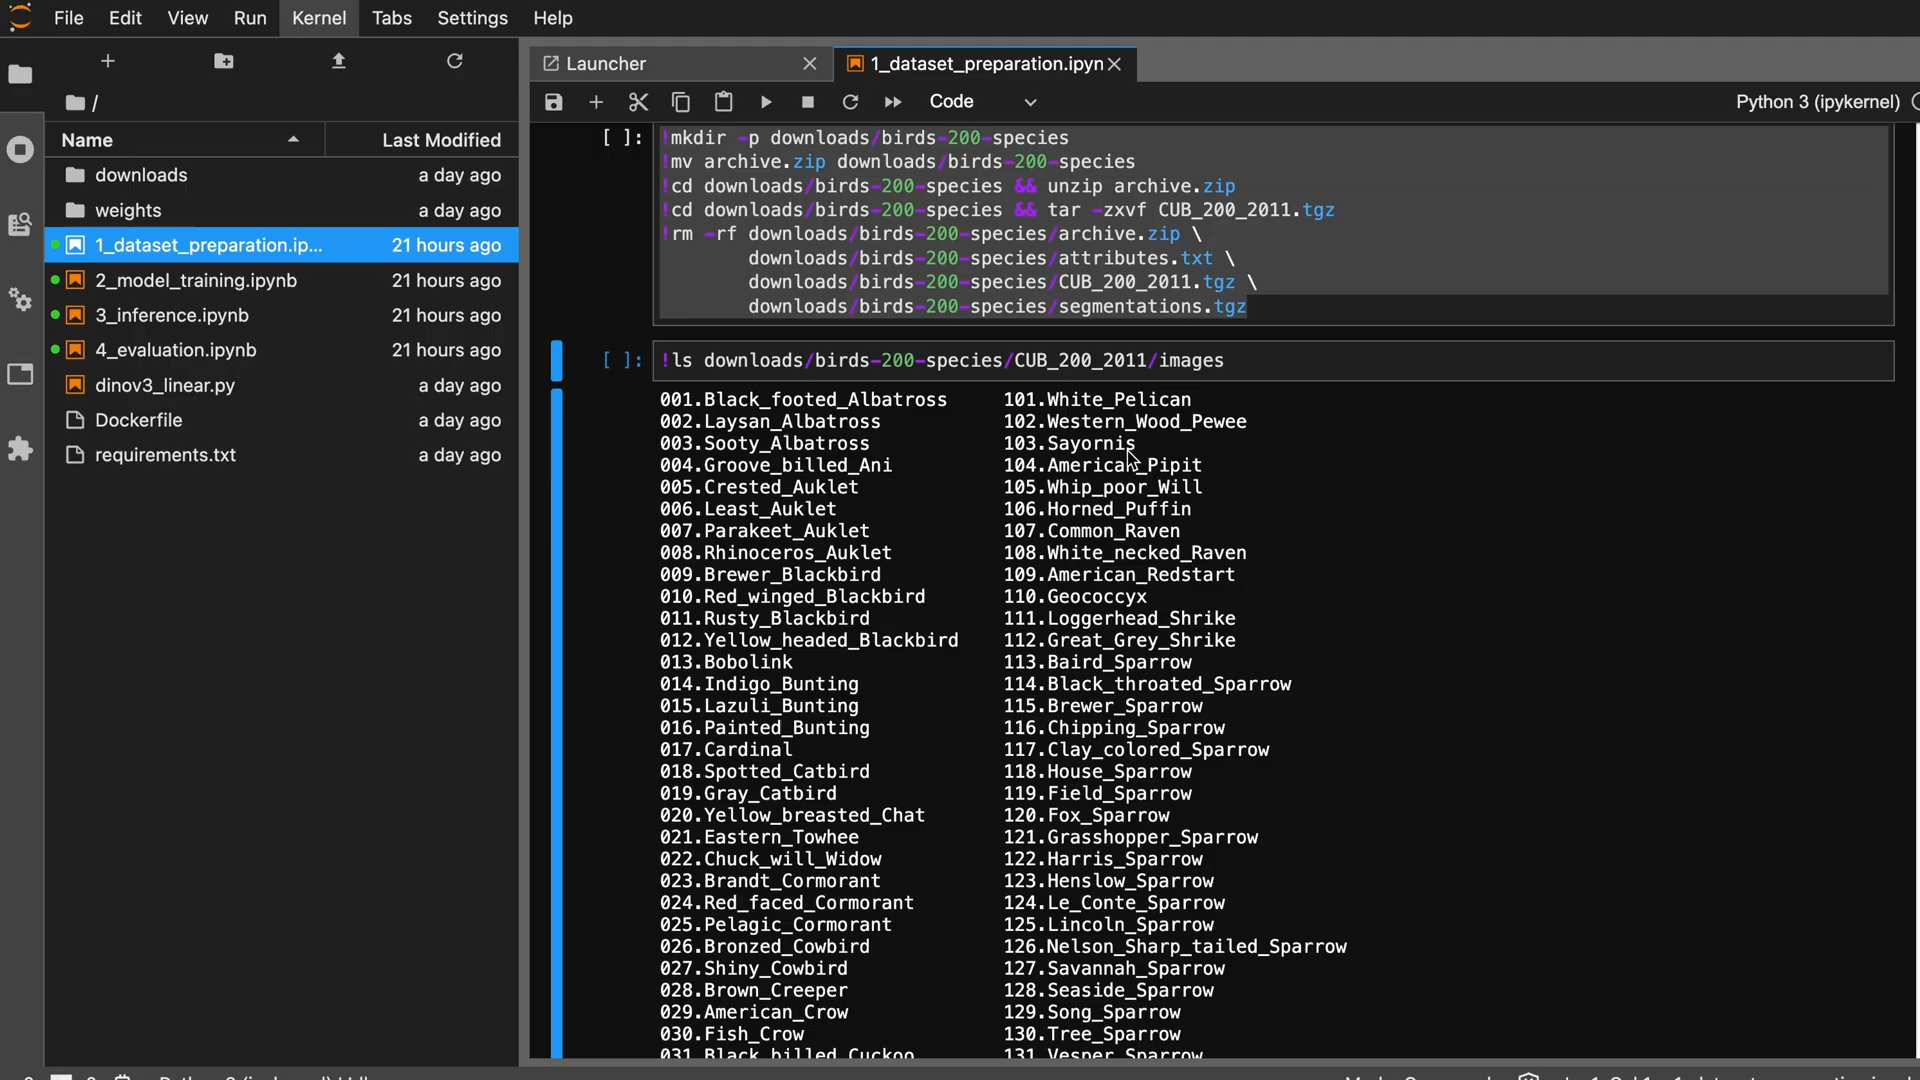 File Edit View Run Kernel Tabs Settings Help
Launcher
1_dataset_preparation.ipyn
/
Code
Python 3 (ipykernel)
Name Last Modified
downloads a day ago
weights a day ago
1_dataset_preparation.ip... 21 hours ago
2_model_training.ipynb 21 hours ago
3_inference.ipynb 21 hours ago
4_evaluation.ipynb 21 hours ago
dinov3_linear.py a day ago
Dockerfile a day ago
requirements.txt a day ago
[ ]: !mkdir -p downloads/birds-200-species
!mv archive.zip downloads/birds-200-species
!cd downloads/birds-200-species && unzip archive.zip
!cd downloads/birds-200-species && tar -zxvf CUB_200_2011.tgz
!rm -rf downloads/birds-200-species/archive.zip \
downloads/birds-200-species/attributes.txt \
downloads/birds-200-species/CUB_200_2011.tgz \
downloads/birds-200-species/segmentations.tgz
[ ]: !ls downloads/birds-200-species/CUB_200_2011/images
001.Black_footed_Albatross 101.White_Pelican
002.Laysan_Albatross 102.Western_Wood_Pewee
003.Sooty_Albatross 103.Sayornis
004.Groove_billed_Ani 104.American_Pipit
005.Crested_Auklet 105.Whip_poor_Will
006.Least_Auklet 106.Horned_Puffin
007.Parakeet_Auklet 107.Common_Raven
008.Rhinoceros_Auklet 108.White_necked_Raven
009.Brewer_Blackbird 109.American_Redstart
010.Red_winged_Blackbird 110.Geococcyx
011.Rusty_Blackbird 111.Loggerhead_Shrike
012.Yellow_headed_Blackbird 112.Great_Grey_Shrike
013.Bobolink 113.Baird_Sparrow
014.Indigo_Bunting 114.Black_throated_Sparrow
015.Lazuli_Bunting 115.Brewer_Sparrow
016.Painted_Bunting 116.Chipping_Sparrow
017.Cardinal 117.Clay_colored_Sparrow
018.Spotted_Catbird 118.House_Sparrow
019.Gray_Catbird 119.Field_Sparrow
020.Yellow_breasted_Chat 120.Fox_Sparrow
021.Eastern_Towhee 121.Grasshopper_Sparrow
022.Chuck_will_Widow 122.Harris_Sparrow
023.Brandt_Cormorant 123.Henslow_Sparrow
024.Red_faced_Cormorant 124.Le_Conte_Sparrow
025.Pelagic_Cormorant 125.Lincoln_Sparrow
026.Bronzed_Cowbird 126.Nelson_Sharp_tailed_Sparrow
027.Shiny_Cowbird 127.Savannah_Sparrow
028.Brown_Creeper 128.Seaside_Sparrow
029.American_Crow 129.Song_Sparrow
030.Fish_Crow 130.Tree_Sparrow
031.Black_billed_Cuckoo 131.Vesper_Sparrow